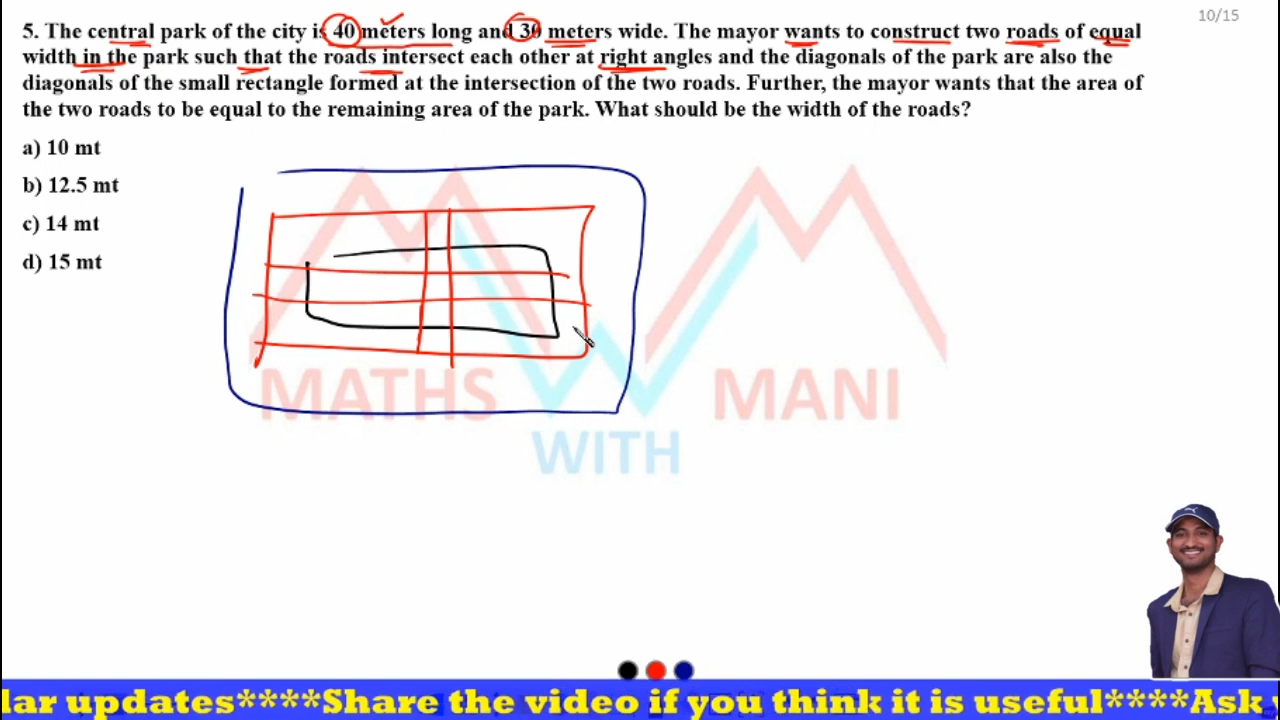 10/15
5. The central park of the city is 40 meters long and 30 meters wide. The mayor wants to construct two roads of equal
width in the park such that the roads intersect each other at right angles and the diagonals of the park are also the
diagonals of the small rectangle formed at the intersection of the two roads. Further, the mayor wants that the area of
the two roads to be equal to the remaining area of the park. What should be the width of the roads?
a) 10 mt
b) 12.5 mt
c) 14 mt
d) 15 mt
MATHS MANI
WITH
lar updates****Share the video if you think it is useful****Ask